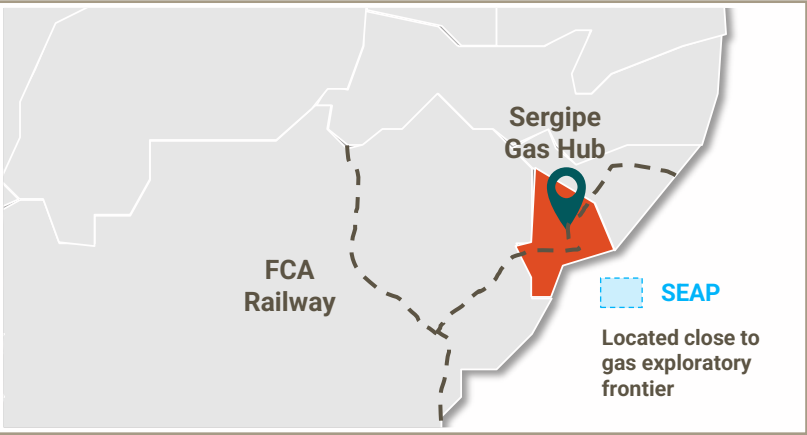 Sergipe
Gas Hub
FCA
Railway
SEAP
Located close to
gas exploratory
frontier